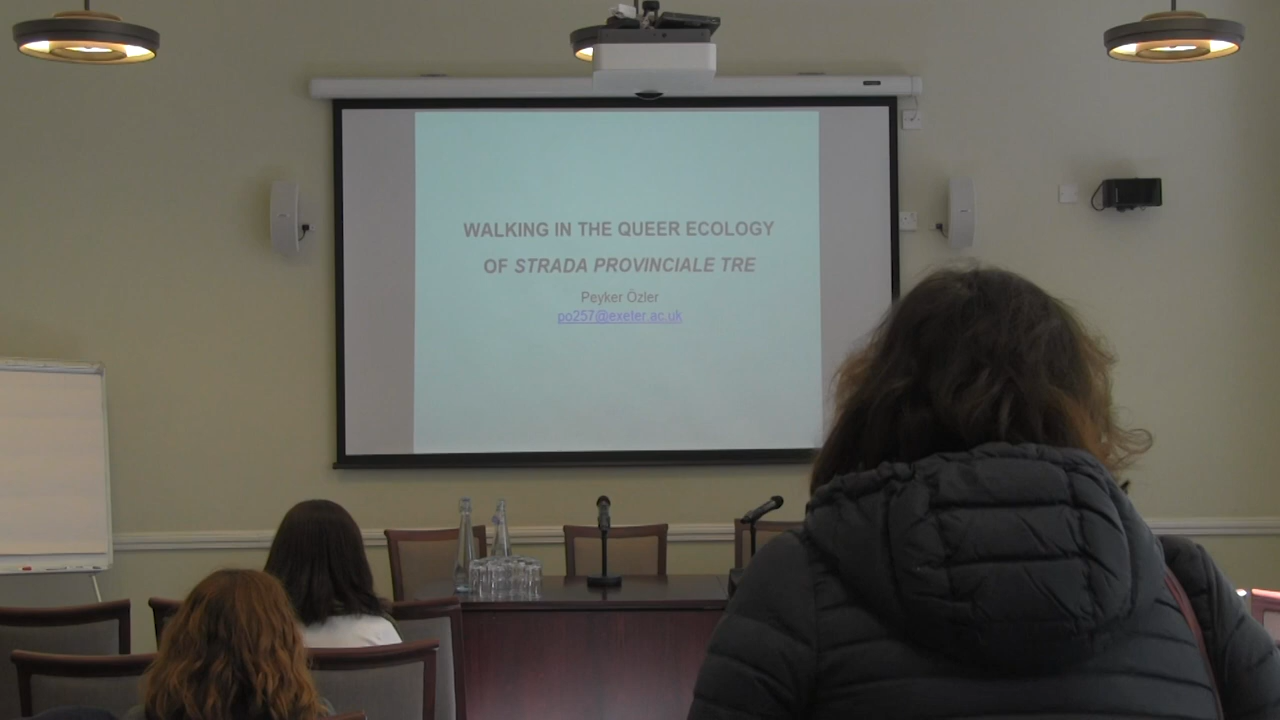 WALKING IN THE QUEER ECOLOGY
OF STRADA PROVINCIALE TRE
Peyker Özler
po257@exeter.ac.uk